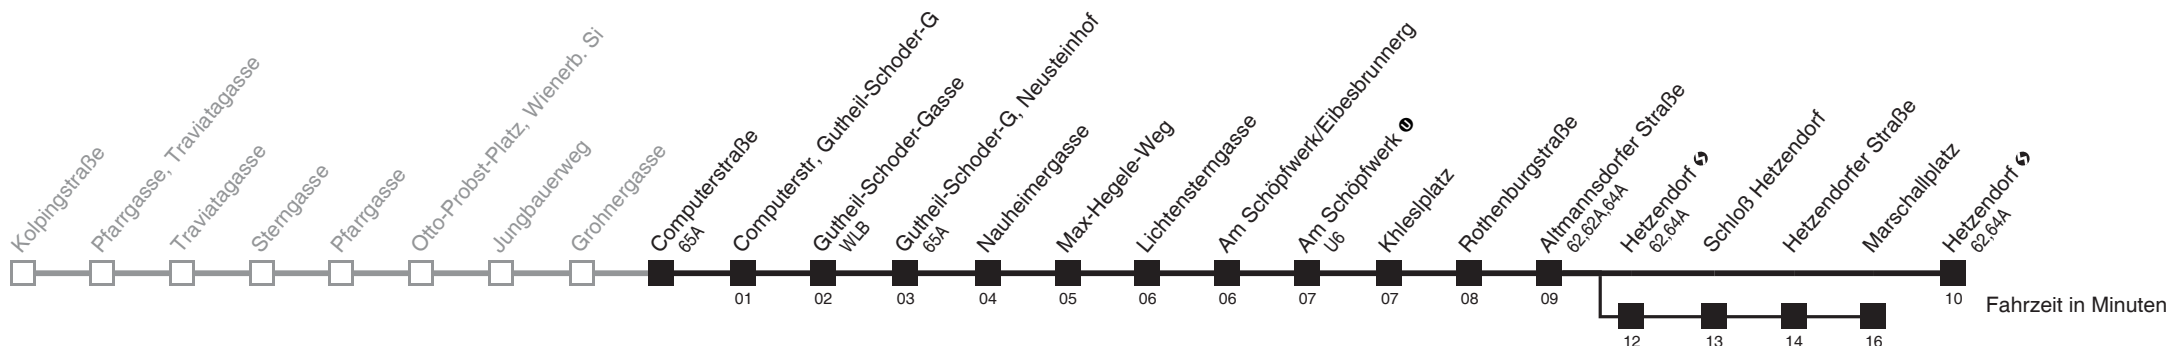 Kolpingstraße
Pfarrgasse, Traviatagasse
Traviatagasse
Sterngasse
Pfarrgasse
Otto-Probst-Platz, Wienerb. Si
Jungbauerweg
Grohnergasse
Computerstraße
65A
Computerstr, Gutheil-Schoder-G
Gutheil-Schoder-Gasse
WLB
Gutheil-Schoder-G, Neusteinhof
65A
Nauheimergasse
Max-Hegele-Weg
Lichtensterngasse
Am Schöpfwerk/Eibesbrunnerg
Am Schöpfwerk U
U6
Khleslplatz
Rothenburgstraße
Altmannsdorfer Straße
62,62A,64A
Hetzendorf S
62,64A
Schloß Hetzendorf
Hetzendorfer Straße
Marschallplatz
Hetzendorf S
62,64A
01 02 03 04 05 06 06 07 07 08 09 10
Fahrzeit in Minuten
12 13 14 16